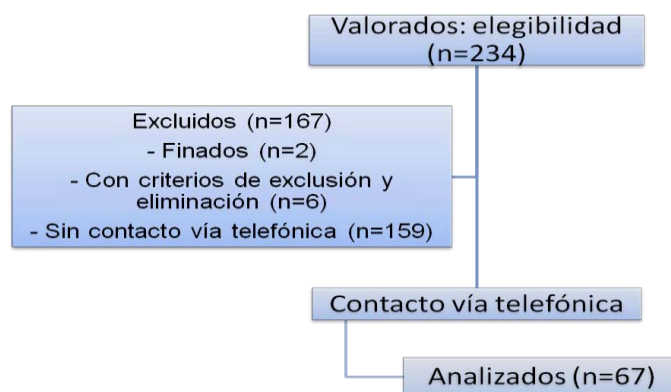 Valorados: elegibilidad
(n=234)
Excluidos (n=167)
- Finados (n=2)
- Con criterios de exclusión y
eliminación (n=6)
- Sin contacto vía telefónica (n=159)
Contacto vía telefónica
Analizados (n=67)